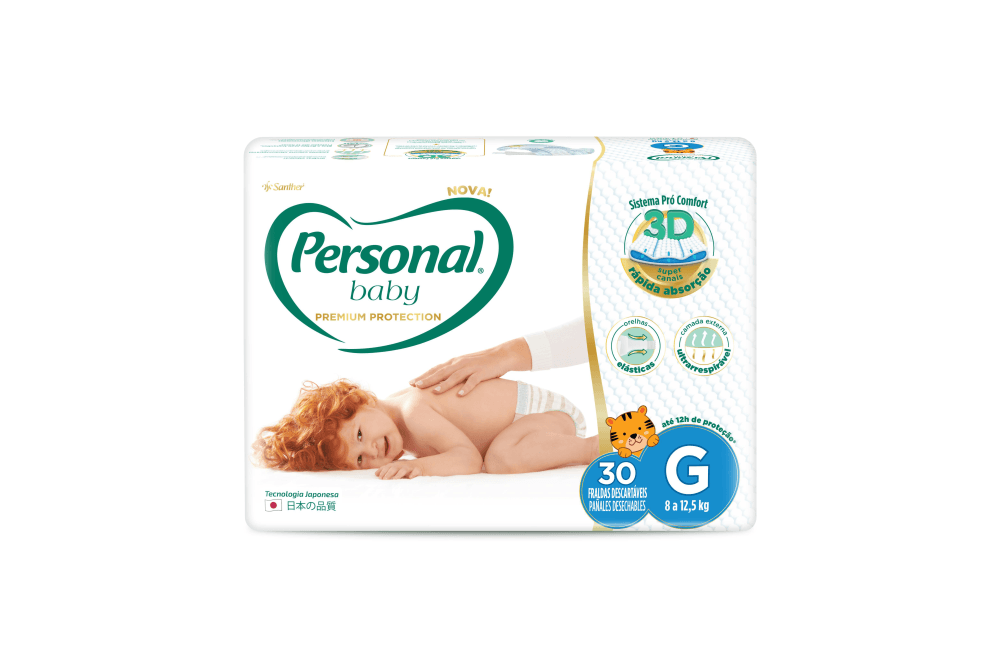 Santher
NOVA!
Personal®
baby
PREMIUM PROTECTION
Tecnologia Japonesa
日本の品質
Sistema Pró Comfort
3D
super
canais
rápida absorção
orelhas
elásticas
camada externa
ultrarrespirável
até 12h de proteção*
30
FRALDAS DESCARTÁVEIS
PAÑALES DESECHABLES
G
8 a 12,5 kg